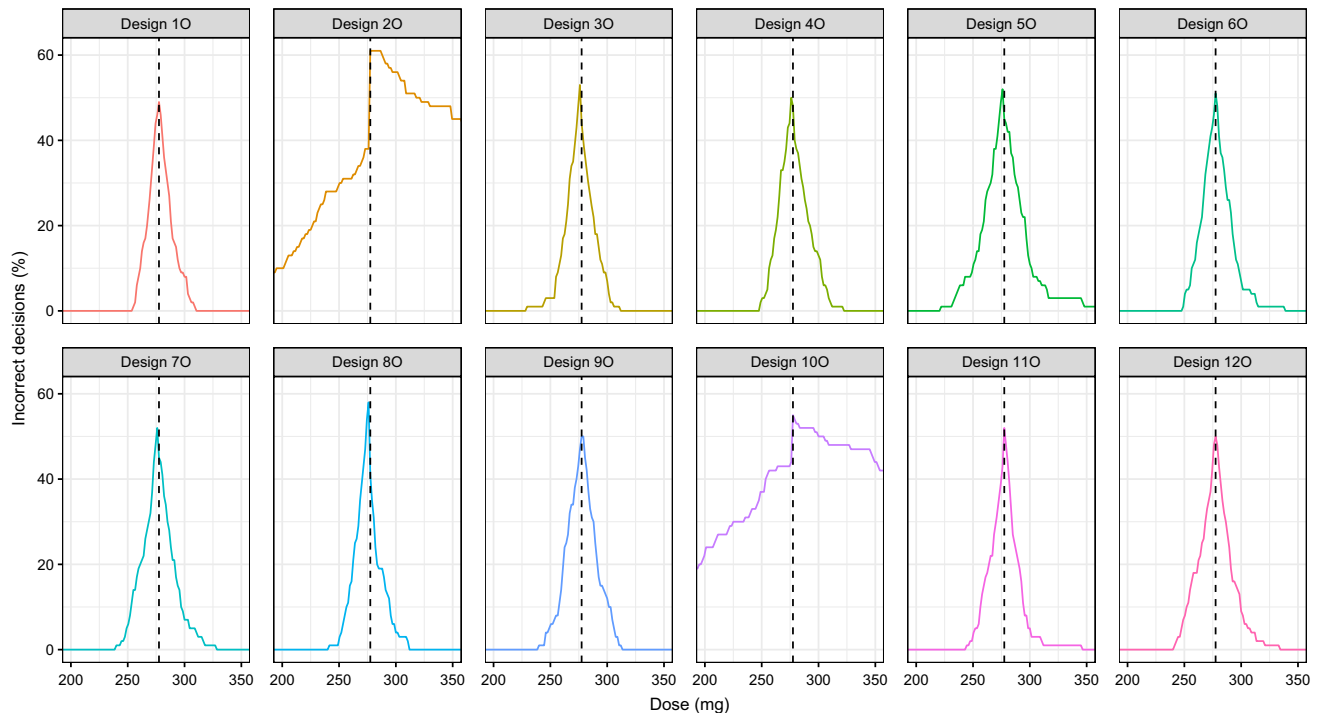 Design 1O
Design 2O
Design 3O
Design 4O
Design 5O
Design 6O
60
40
20
0
Design 7O
Design 8O
Design 9O
Design 10O
Design 11O
Design 12O
60
40
20
0
200 250 300 350
200 250 300 350
200 250 300 350
200 250 300 350
200 250 300 350
200 250 300 350
Dose (mg)
Incorrect decisions (%)